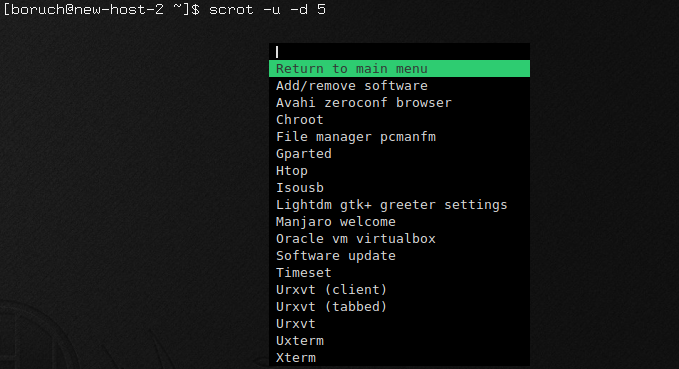 [boruch@new-host-2 ~]$ scrot -u -d 5
Return to main menu
Add/remove software
Avahi zeroconf browser
Chroot
File manager pcmanfm
Gparted
Htop
Isousb
Lightdm gtk+ greeter settings
Manjaro welcome
Oracle vm virtualbox
Software update
Timeset
Urxvt (client)
Urxvt (tabbed)
Urxvt
Uxterm
Xterm